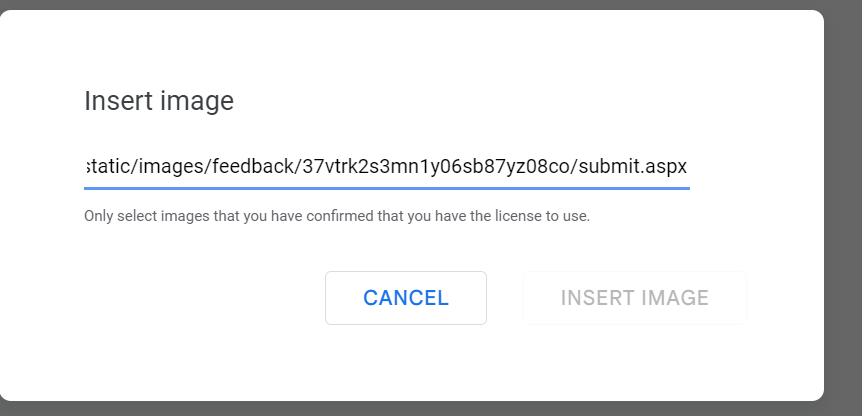 Insert image
static/images/feedback/37vtrk2s3mn1y06sb87yz08co/submit.aspx
Only select images that you have confirmed that you have the license to use.
CANCEL
INSERT IMAGE